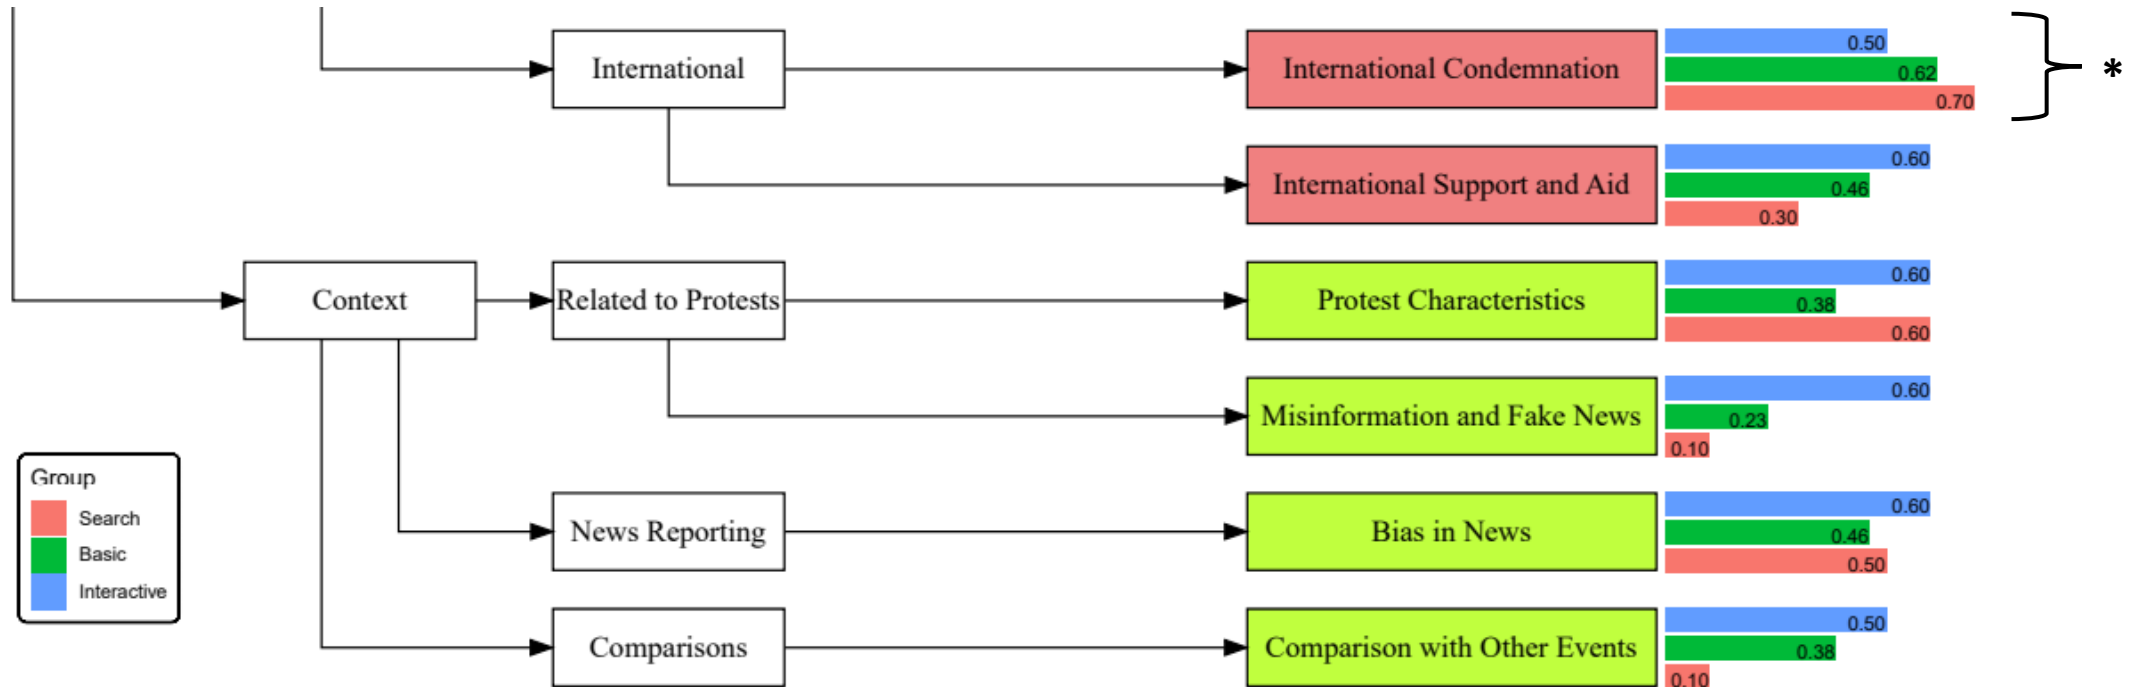 International
International Condemnation
0.50
0.62
0.70
*
International Support and Aid
0.60
0.46
0.30
Context
Related to Protests
Protest Characteristics
0.60
0.38
0.60
Misinformation and Fake News
0.60
0.23
0.10
Group
Search
Basic
Interactive
News Reporting
Bias in News
0.60
0.46
0.50
Comparisons
Comparison with Other Events
0.50
0.38
0.10